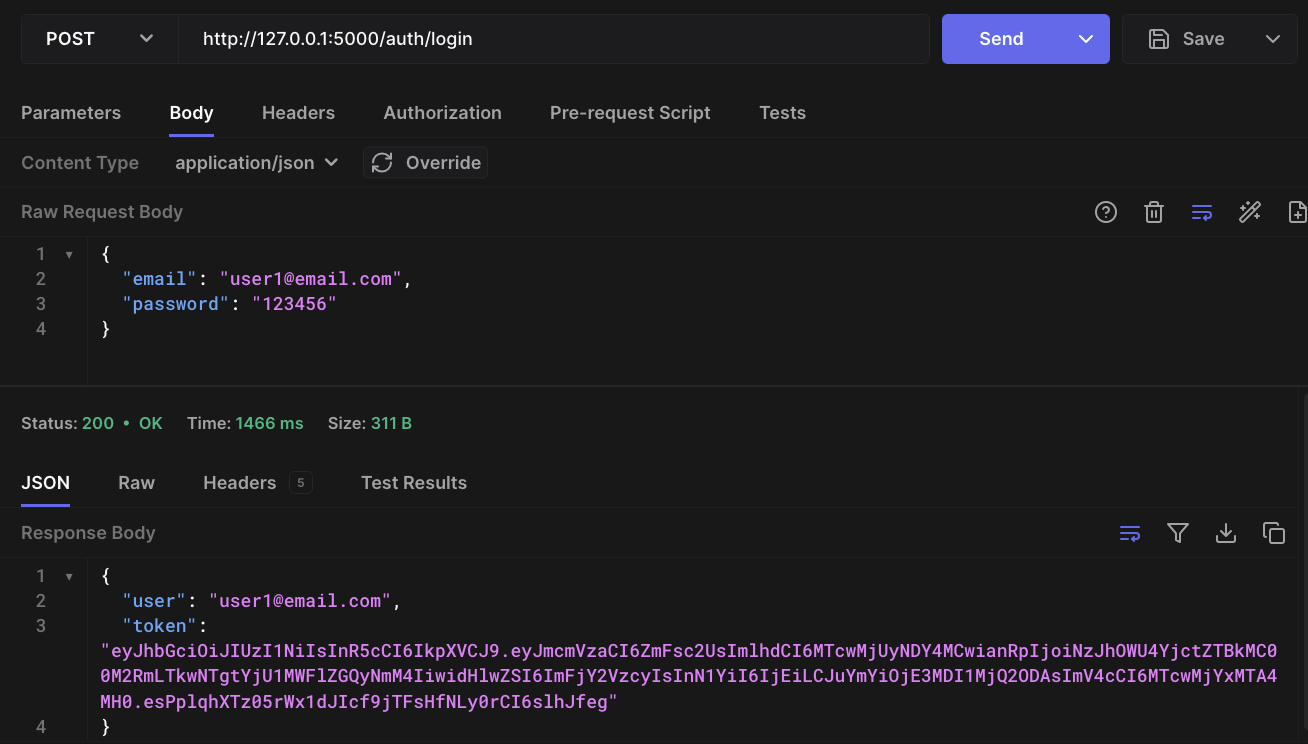 POST
http://127.0.0.1:5000/auth/login
Send
Save
Parameters Body Headers Authorization Pre-request Script Tests
Content Type application/json Override
Raw Request Body
1 {
2 "email": "user1@email.com",
3 "password": "123456"
4 }
Status: 200 • OK Time: 1466 ms Size: 311 B
JSON Raw Headers 5 Test Results
Response Body
1 {
2 "user": "user1@email.com",
3 "token":
"eyJhbGciOiJIUzI1NiIsInR5cCI6IkpXVCJ9.eyJmcmVzaCI6ZmFsc2UsImlhdCI6MTcwMjUyNDY4MCwianRpIjoiNzJhOWU4YjctZTBkMC0
0M2RmLTkwNTgtYjU1MWFlZGQyNmM4IiwidHlwZSI6ImFjY2VzcyIsInN1YiI6IjEiLCJuYmYiOjE3MDI1MjQ2ODAsImV4cCI6MTcwMjYxMTA4
MH0.esPplqhXTz05rWx1dJIcf9jTFsHfNLy0rCI6slhJfeg"
4 }